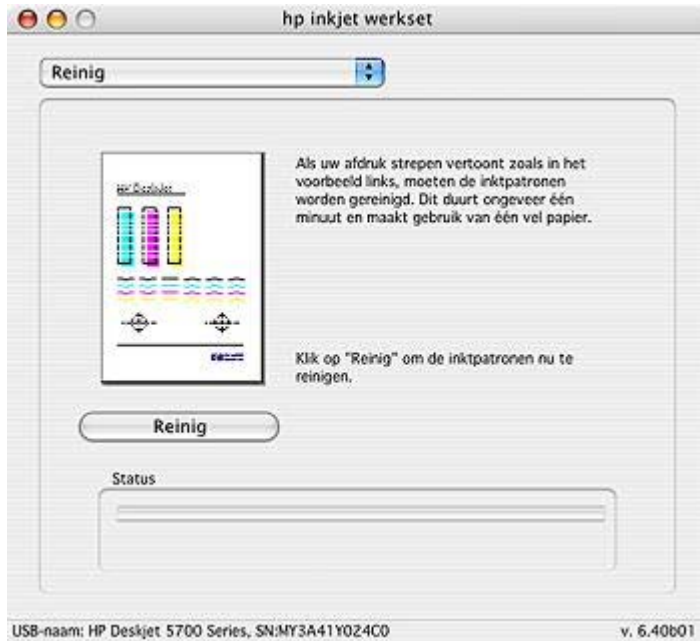 hp inkjet werkset
Reinig
Als uw afdruk strepen vertoont zoals in het
voorbeeld links, moeten de inktpatronen
worden gereinigd. Dit duurt ongeveer één
minuut en maakt gebruik van één vel papier.
Klik op "Reinig" om de inktpatronen nu te
reinigen.
Reinig
Status
USB-naam: HP Deskjet 5700 Series, SN:MY3A41Y024C0
v. 6.40b01